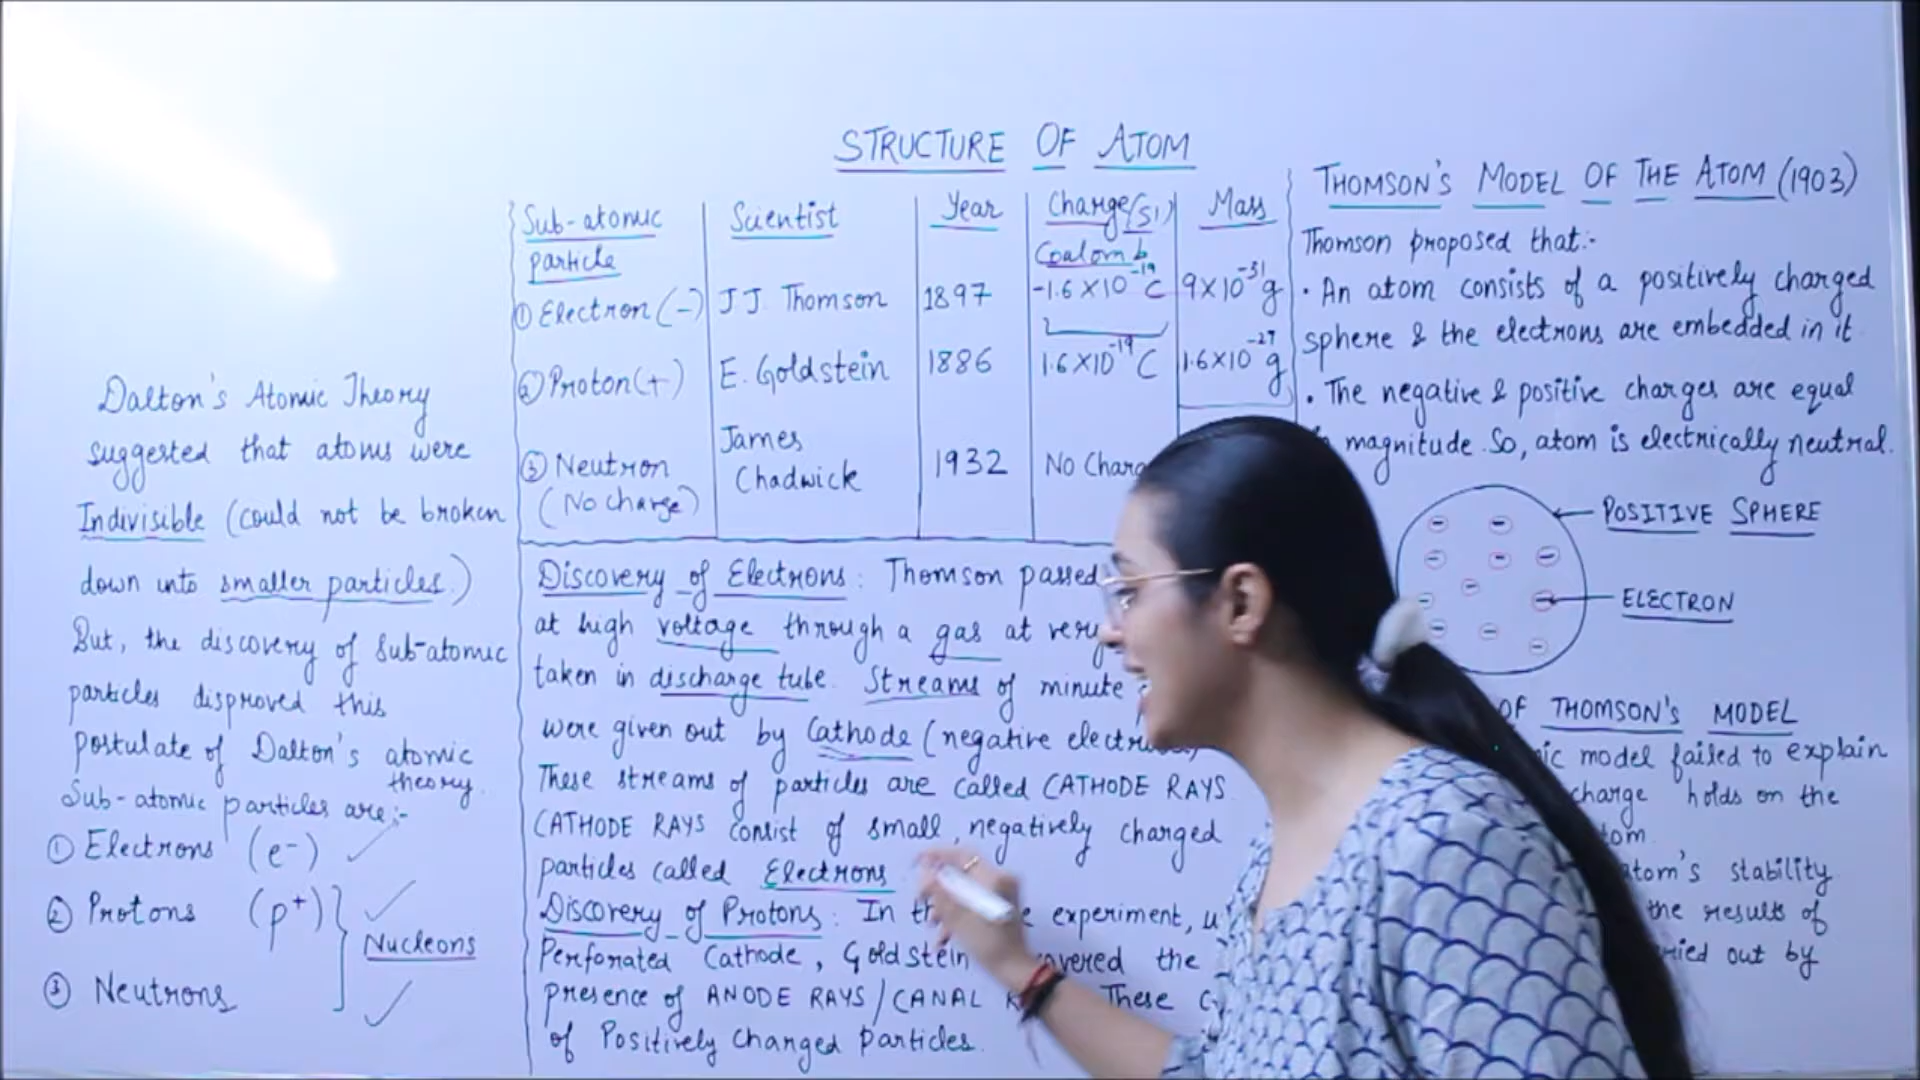 STRUCTURE OF ATOM
Dalton's Atomic Theory
suggested that atoms were
Indivisible (could not be broken
down into smaller particles.)
But, the discovery of sub-atomic
particles disproved this
postulate of Dalton's atomic
theory.
Sub-atomic particles are:-
① Electrons (e-)
② Protons (p+)
Nucleons
③ Neutrons
Sub-atomic particle Scientist Year Charge (SI) Mass
Coalomb
① Electron (-) J.J. Thomson 1897 -1.6×10⁻¹⁹ C 9×10⁻³¹ g
② Proton (+) E. Goldstein 1886 1.6×10⁻¹⁹ C 1.6×10⁻²⁷ g
③ Neutron James Chadwick 1932 No
(No charge)
Discovery of Electrons: Thomson passed
at high voltage through a gas at very
taken in discharge tube. Streams of minute
were given out by Cathode (negative
These streams of particles are called CATHODE RAYS
CATHODE RAYS consist of small, negatively charged
particles called Electrons
Discovery of Protons: In experiment,
Perforated Cathode, Goldstein the
presence of ANODE RAYS/CANAL These
of Positively Charged Particles.
THOMSON'S MODEL OF THE ATOM (1903)
Thomson proposed that:-
· An atom consists of a positively charged
sphere & the electrons are embedded in it
· The negative & positive charges are equal
magnitude. So, atom is electrically neutral.
POSITIVE SPHERE
ELECTRON
OF THOMSON'S MODEL
model failed to explain
charge holds on the
atom's stability
the results of
out by